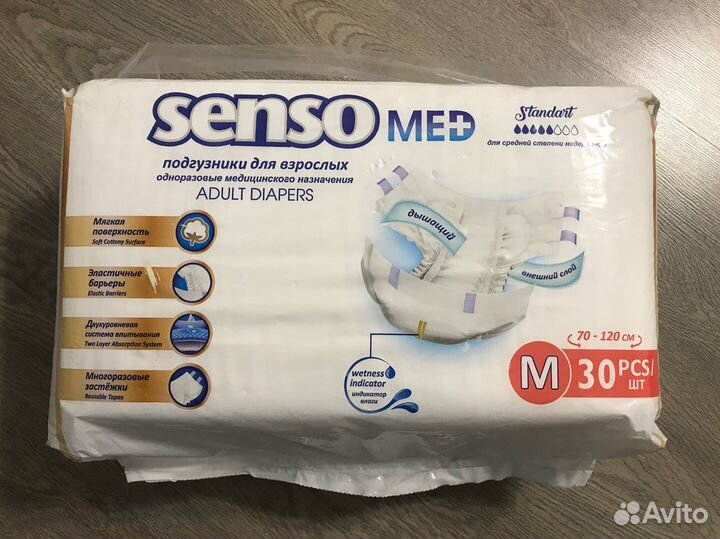 senso MED
подгузники для взрослых
одноразовые медицинского назначения
ADULT DIAPERS
Standart
для средней степени
Мягкая
поверхность
Soft Cottony Surface
Эластичные
барьеры
Elastic Barriers
Двухуровневая
система впитывания
Two Layer Absorption System
Многоразовые
застёжки
Reusable Tapes
дышащий
внешний слой
wetness
indicator
индикатор
влаги
70 - 120 СМ
M 30 PCS/
ШТ
Avito